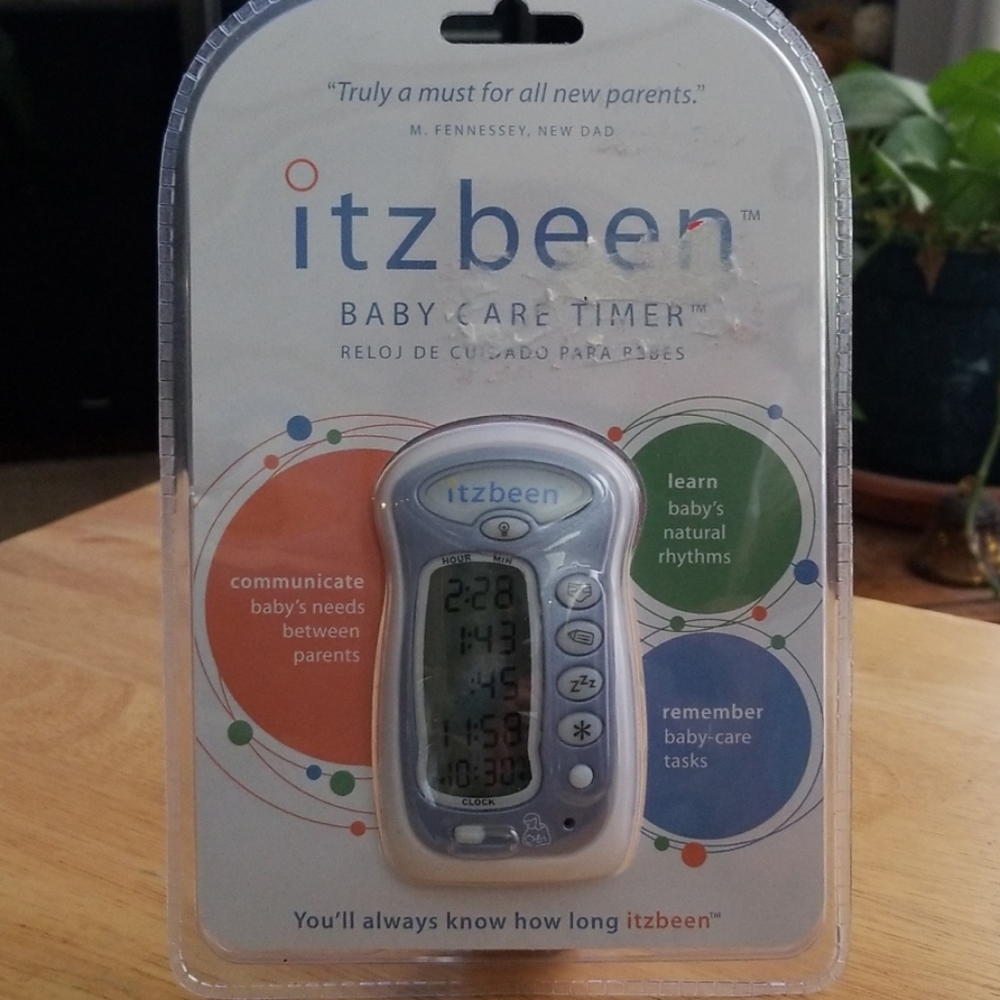 “Truly a must for all new parents.”
M. FENNESSEY, NEW DAD
itzbeen™
BABY CARE TIMER™
RELOJ DE CUIDADO PARA BEBES
communicate
baby's needs
between
parents
learn
baby's
natural
rhythms
remember
baby-care
tasks
itzbeen
HOUR MIN
2:28
1:43
:45
11:59
10:30
zzz
CLOCK
You'll always know how long itzbeen™